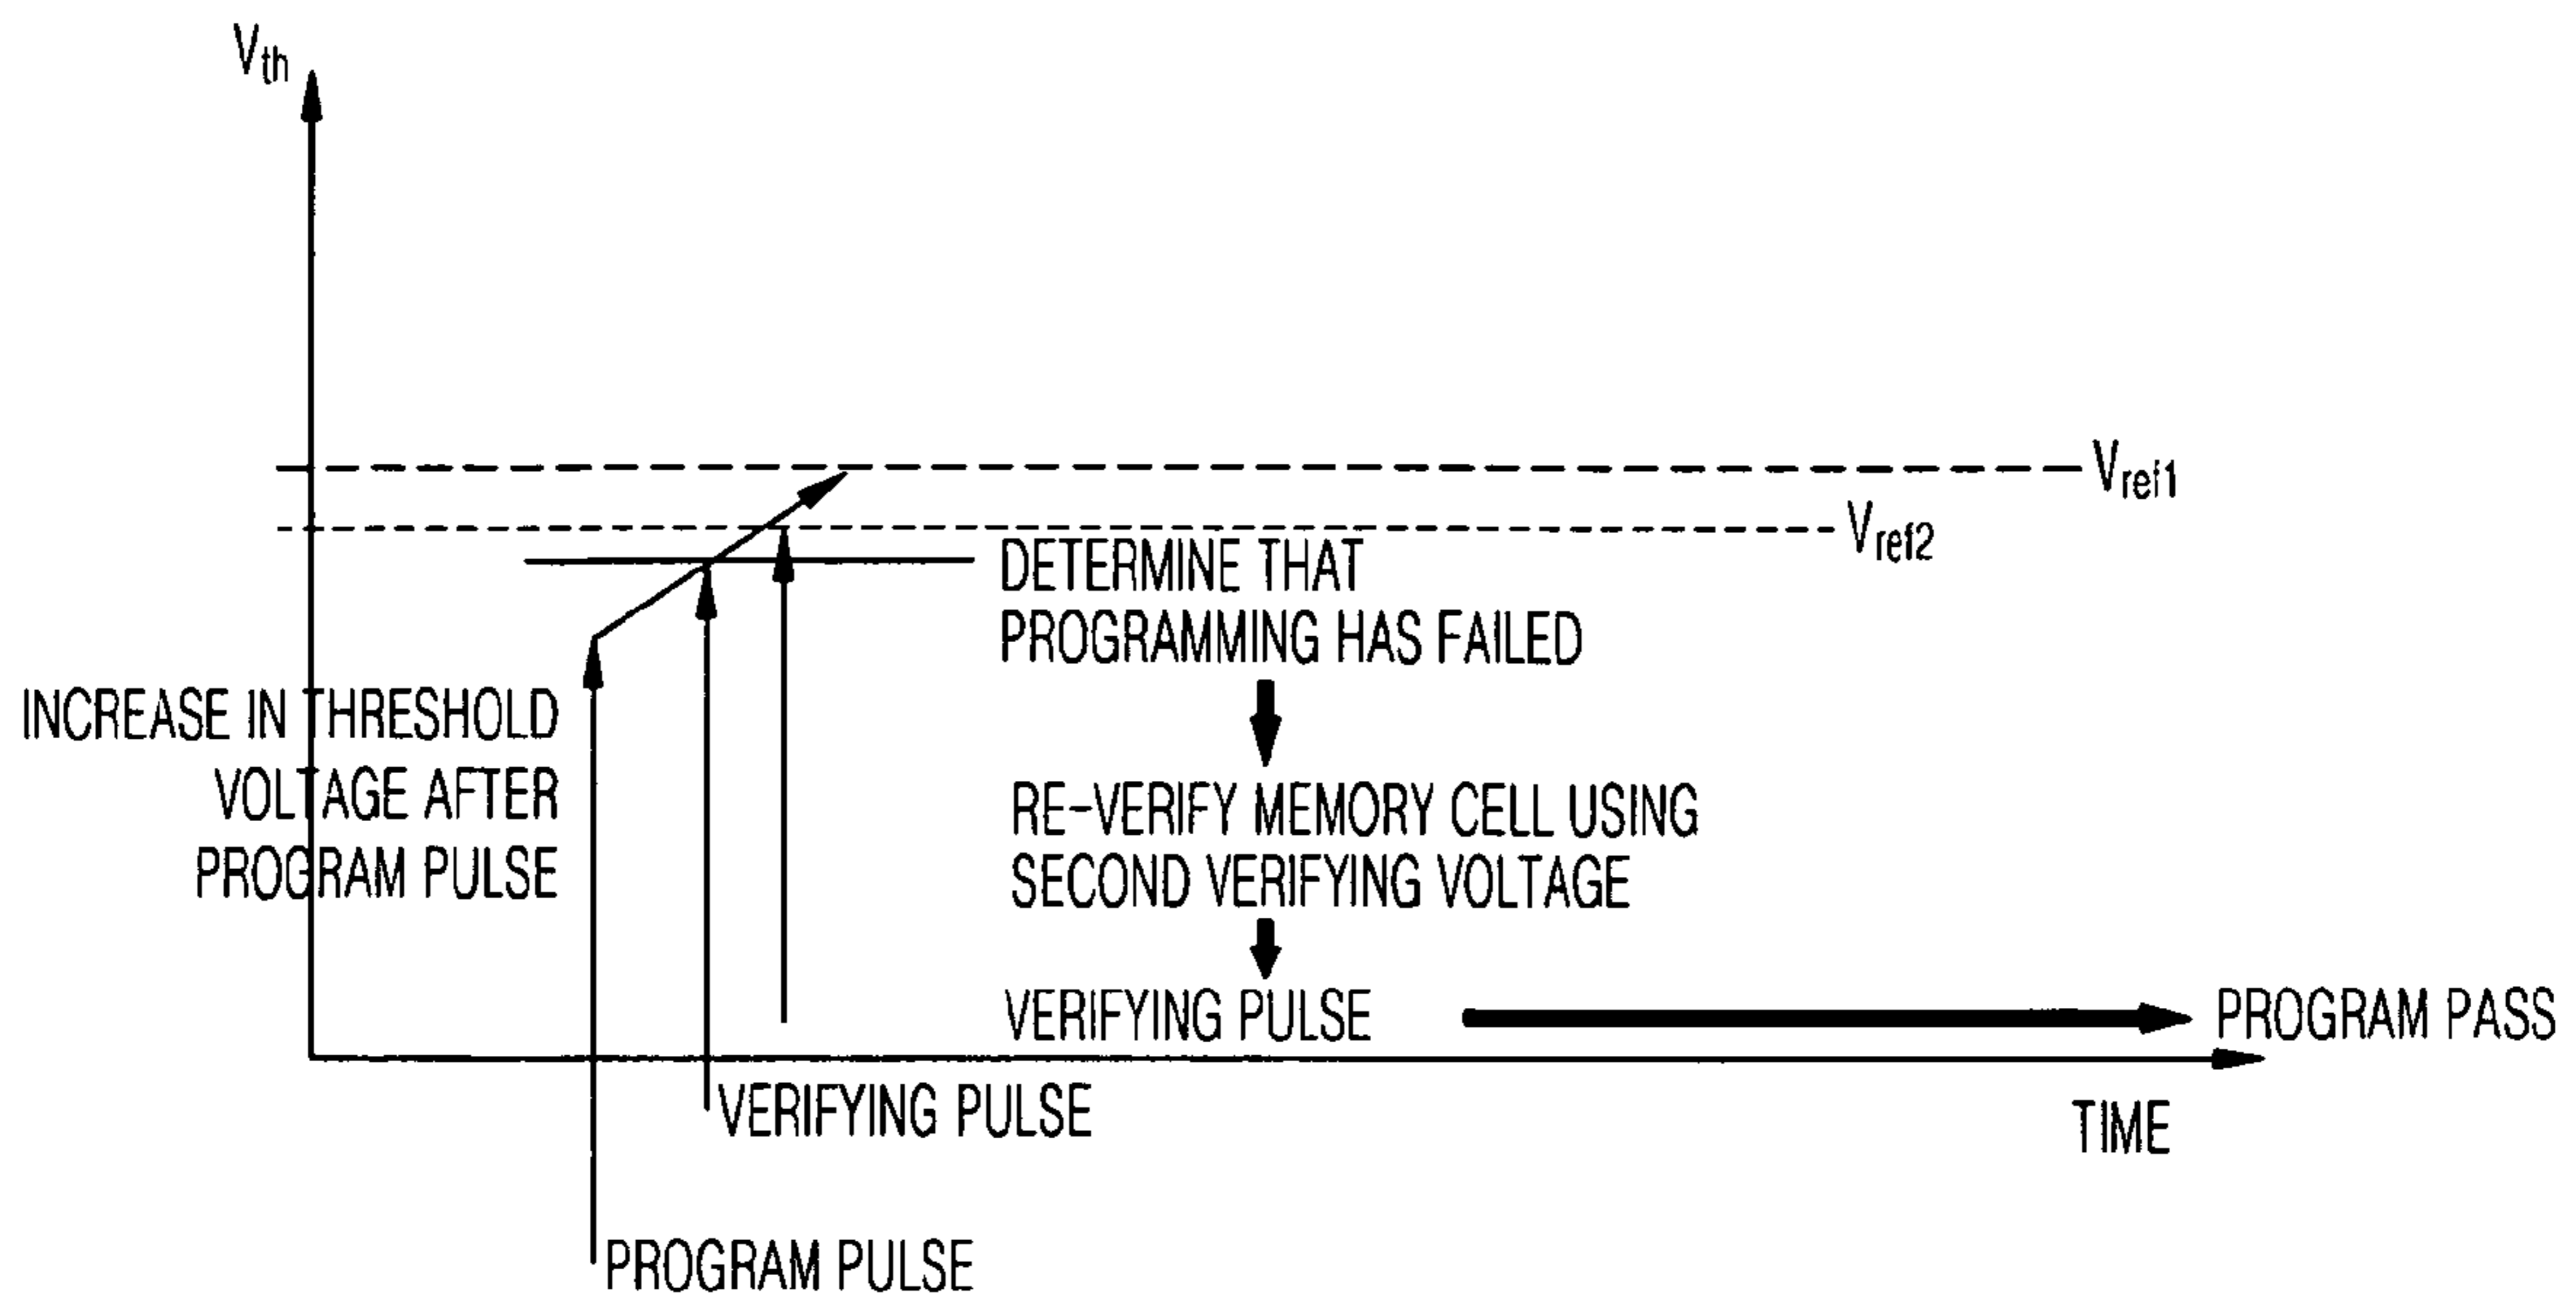 Vth
Vref1
Vref2
DETERMINE THAT
PROGRAMMING HAS FAILED
INCREASE IN THRESHOLD
VOLTAGE AFTER
PROGRAM PULSE
RE-VERIFY MEMORY CELL USING
SECOND VERIFYING VOLTAGE
VERIFYING PULSE
PROGRAM PASS
VERIFYING PULSE
TIME
PROGRAM PULSE